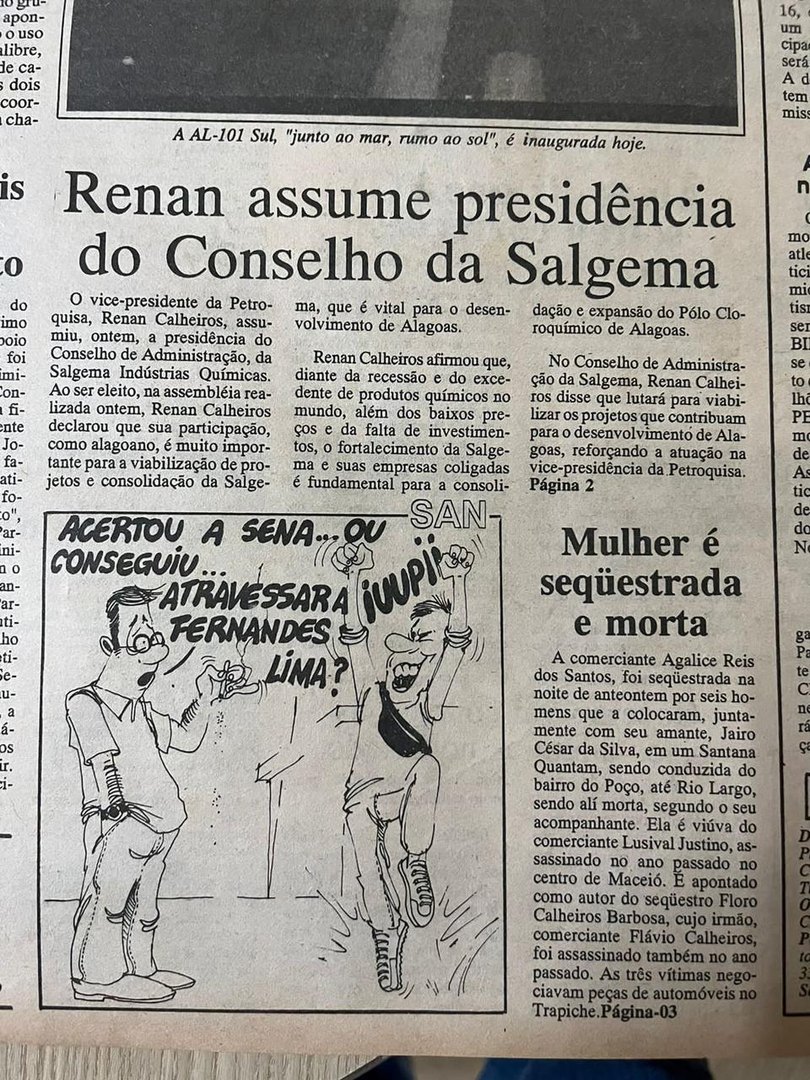 A AL-101 Sul, "junto ao mar, rumo ao sol", é inaugurada hoje.
Renan assume presidência
do Conselho da Salgema
O vice-presidente da Petro-
quisa, Renan Calheiros, assu-
miu, ontem, a presidência do
Conselho de Administração, da
Salgema Indústrias Químicas.
Ao ser eleito, na assembléia rea-
lizada ontem, Renan Calheiros
declarou que sua participação,
como alagoano, é muito impor-
tante para a viabilização de pro-
jetos e consolidação da Salge-
ma, que é vital para o desen-
volvimento de Alagoas.
Renan Calheiros afirmou que,
diante da recessão e do exce-
dente de produtos químicos no
mundo, além dos baixos pre-
ços e da falta de investimen-
tos, o fortalecimento da Salge-
ma e suas empresas coligadas
é fundamental para a consoli-
dação e expansão do Pólo Clo-
roquímico de Alagoas.
No Conselho de Administra-
ção da Salgema, Renan Calhei-
ros disse que lutará para viabi-
lizar os projetos que contribuam
para o desenvolvimento de Ala-
goas, reforçando a atuação na
vice-presidência da Petroquisa.
Página 2
SAN
ACERTOU A SENA... OU
CONSEGUIU...
ATRAVESSAR A
FERNANDES
LIMA?
¡UUPII
Mulher é
seqüestrada
e morta
A comerciante Agalice Reis
dos Santos, foi seqüestrada na
noite de anteontem por seis ho-
mens que a colocaram, junta-
mente com seu amante, Jairo
César da Silva, em um Santana
Quantam, sendo conduzida do
bairro do Poço, até Rio Largo,
sendo alí morta, segundo o seu
acompanhante. Ela é viúva do
comerciante Lusival Justino, as-
sassinado no ano passado no
centro de Maceió. É apontado
como autor do seqüestro Floro
Calheiros Barbosa, cujo irmão,
comerciante Flávio Calheiros,
foi assassinado também no ano
passado. As três vítimas nego-
ciavam peças de automóveis no
Trapiche.Página-03